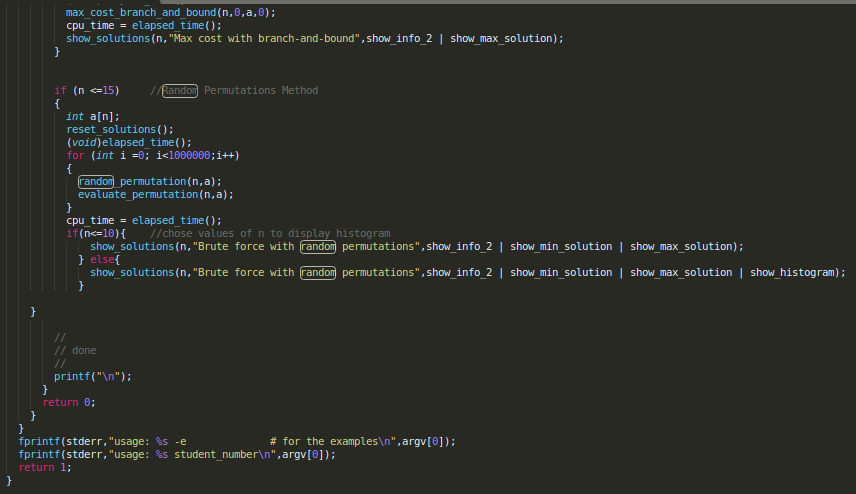 max_cost_branch_and_bound(n,0,a,0);
cpu_time = elapsed_time();
show_solutions(n,"Max cost with branch-and-bound",show_info_2 | show_max_solution);
}
if (n <=15)     //Random Permutations Method
{
int a[n];
reset_solutions();
(void)elapsed_time();
for (int i =0; i<1000000;i++)
{
random_permutation(n,a);
evaluate_permutation(n,a);
}
cpu_time = elapsed_time();
if(n<=10){    //chose values of n to display histogram
show_solutions(n,"Brute force with random permutations",show_info_2 | show_min_solution | show_max_solution);
} else{
show_solutions(n,"Brute force with random permutations",show_info_2 | show_min_solution | show_max_solution | show_histogram);
}
}
//
// done
//
printf("\n");
}
return 0;
}
}
fprintf(stderr,"usage: %s -e              # for the examples\n",argv[0]);
fprintf(stderr,"usage: %s student_number\n",argv[0]);
return 1;
}